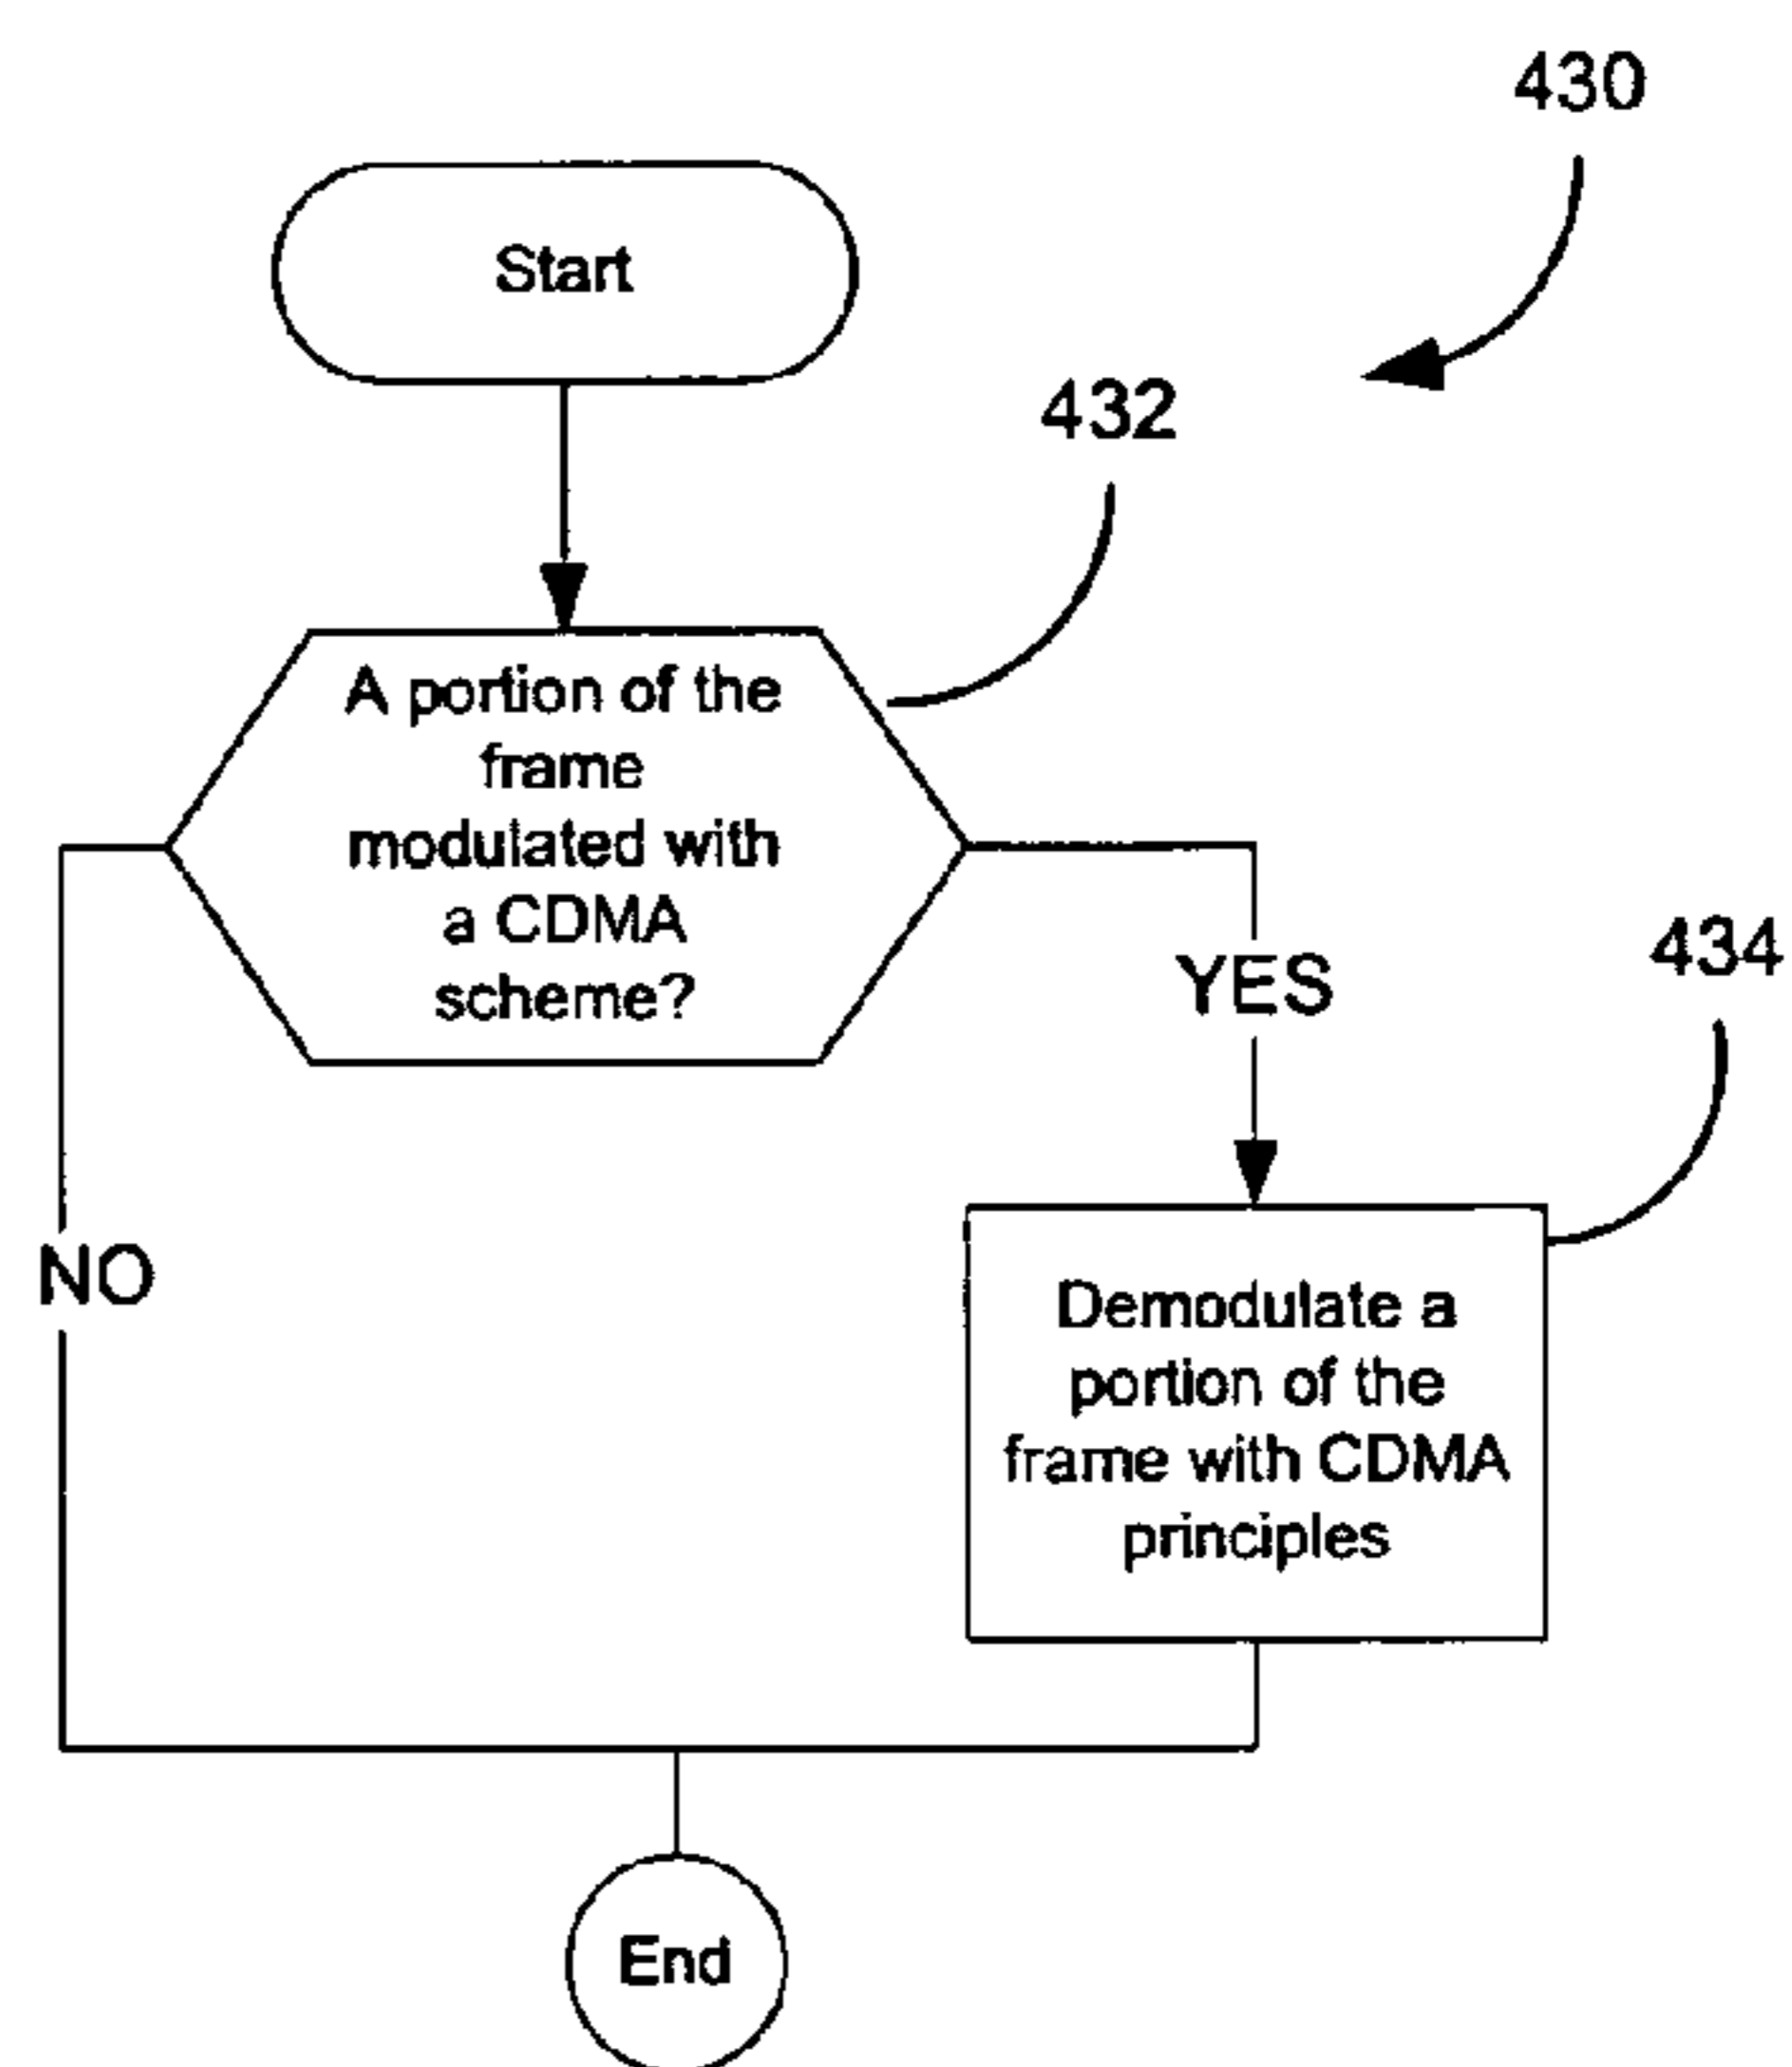 430
Start
432
A portion of the
frame
modulated with
a CDMA
scheme?
YES
434
NO
Demodulate a
portion of the
frame with CDMA
principles
End